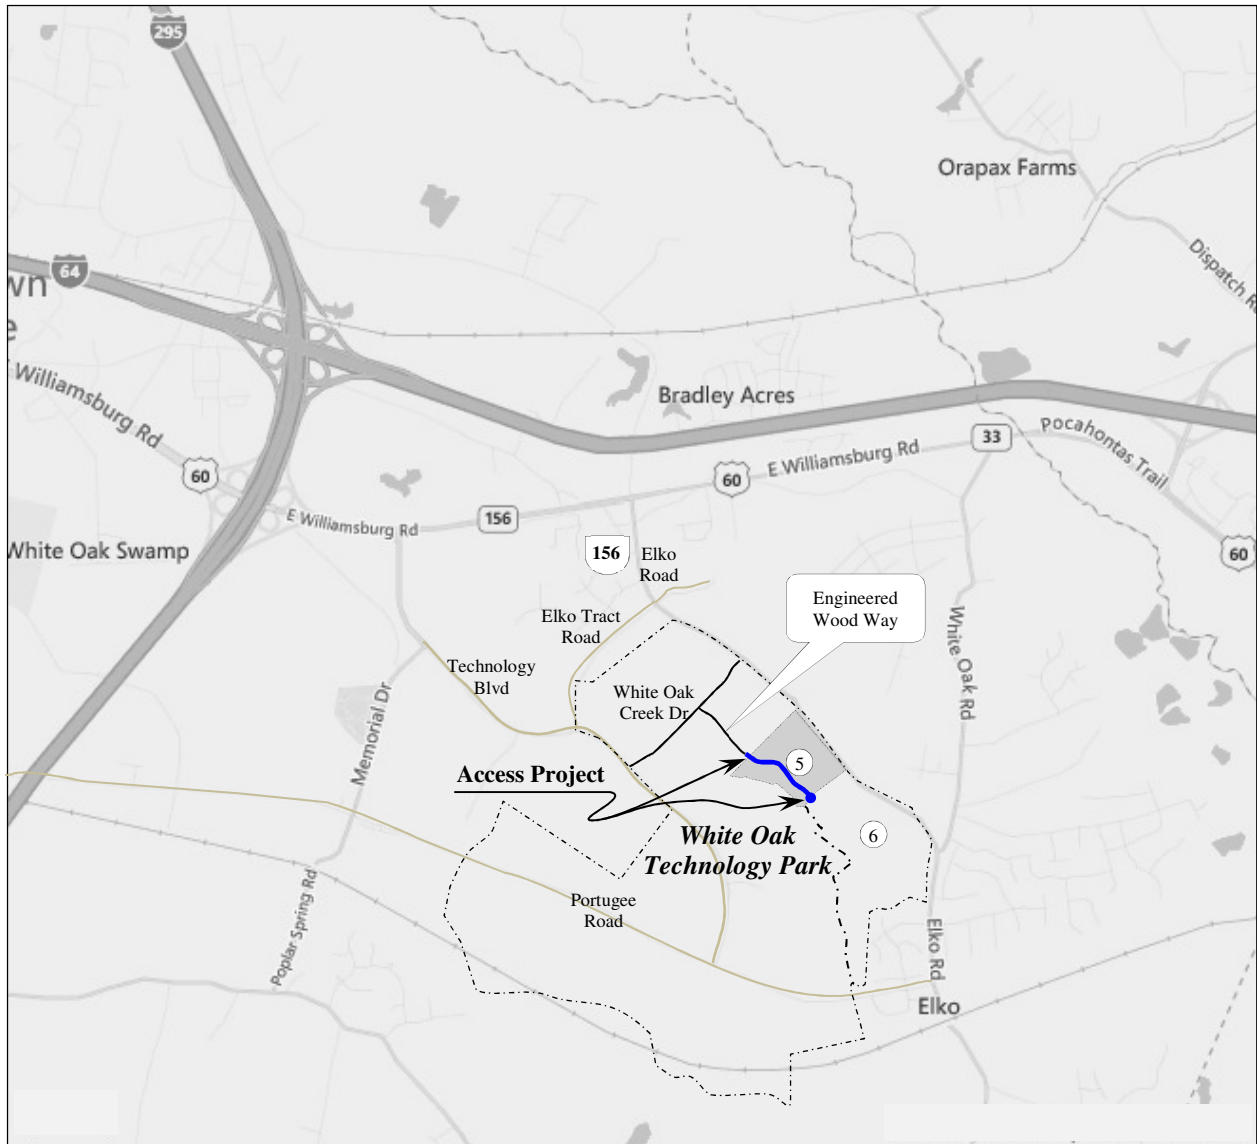 295
Orapax Farms
Dispatch R
64
wn
e
Williamsburg Rd
Bradley Acres
33
Pocahontas Trail
E Williamsburg Rd
60
60
E Williamsburg Rd
156
White Oak Swamp
60
156
Elko
Road
Engineered
Wood Way
Elko Tract
Road
White Oak Rd
Technology
Blvd
White Oak
Creek Dr
Memorial Dr
5
Access Project
6
White Oak
Technology Park
Portugee
Road
Poplar Spring Rd
Elko Rd
Elko